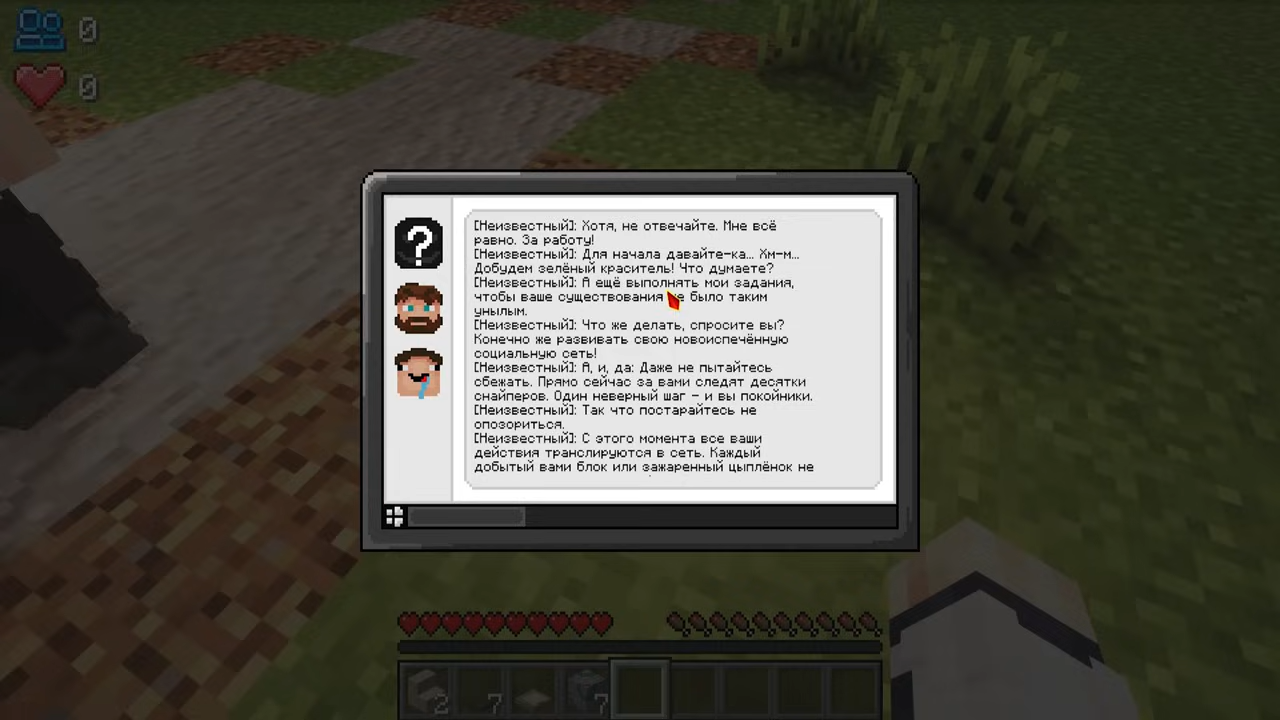 0
0
?
[Неизвестный]: Хотя, не отвечайте. Мне всё
равно. За работу!
[Неизвестный]: Для начала давайте-ка... Хм-м...
Добудем зелёный краситель! Что думаете?
[Неизвестный]: А ещё выполнять мои задания,
чтобы ваше существования не было таким
унылым.
[Неизвестный]: Что же делать, спросите вы?
Конечно же развивать свою новоиспечённую
социальную сеть!
[Неизвестный]: А, и, да: Даже не пытайтесь
сбежать. Прямо сейчас за вами следят десятки
снайперов. Один неверный шаг - и вы покойники.
[Неизвестный]: Так что постарайтесь не
опозориться.
[Неизвестный]: С этого момента все ваши
действия транслируются в сеть. Каждый
добытый вами блок или зажаренный цыплёнок не
2 7 7